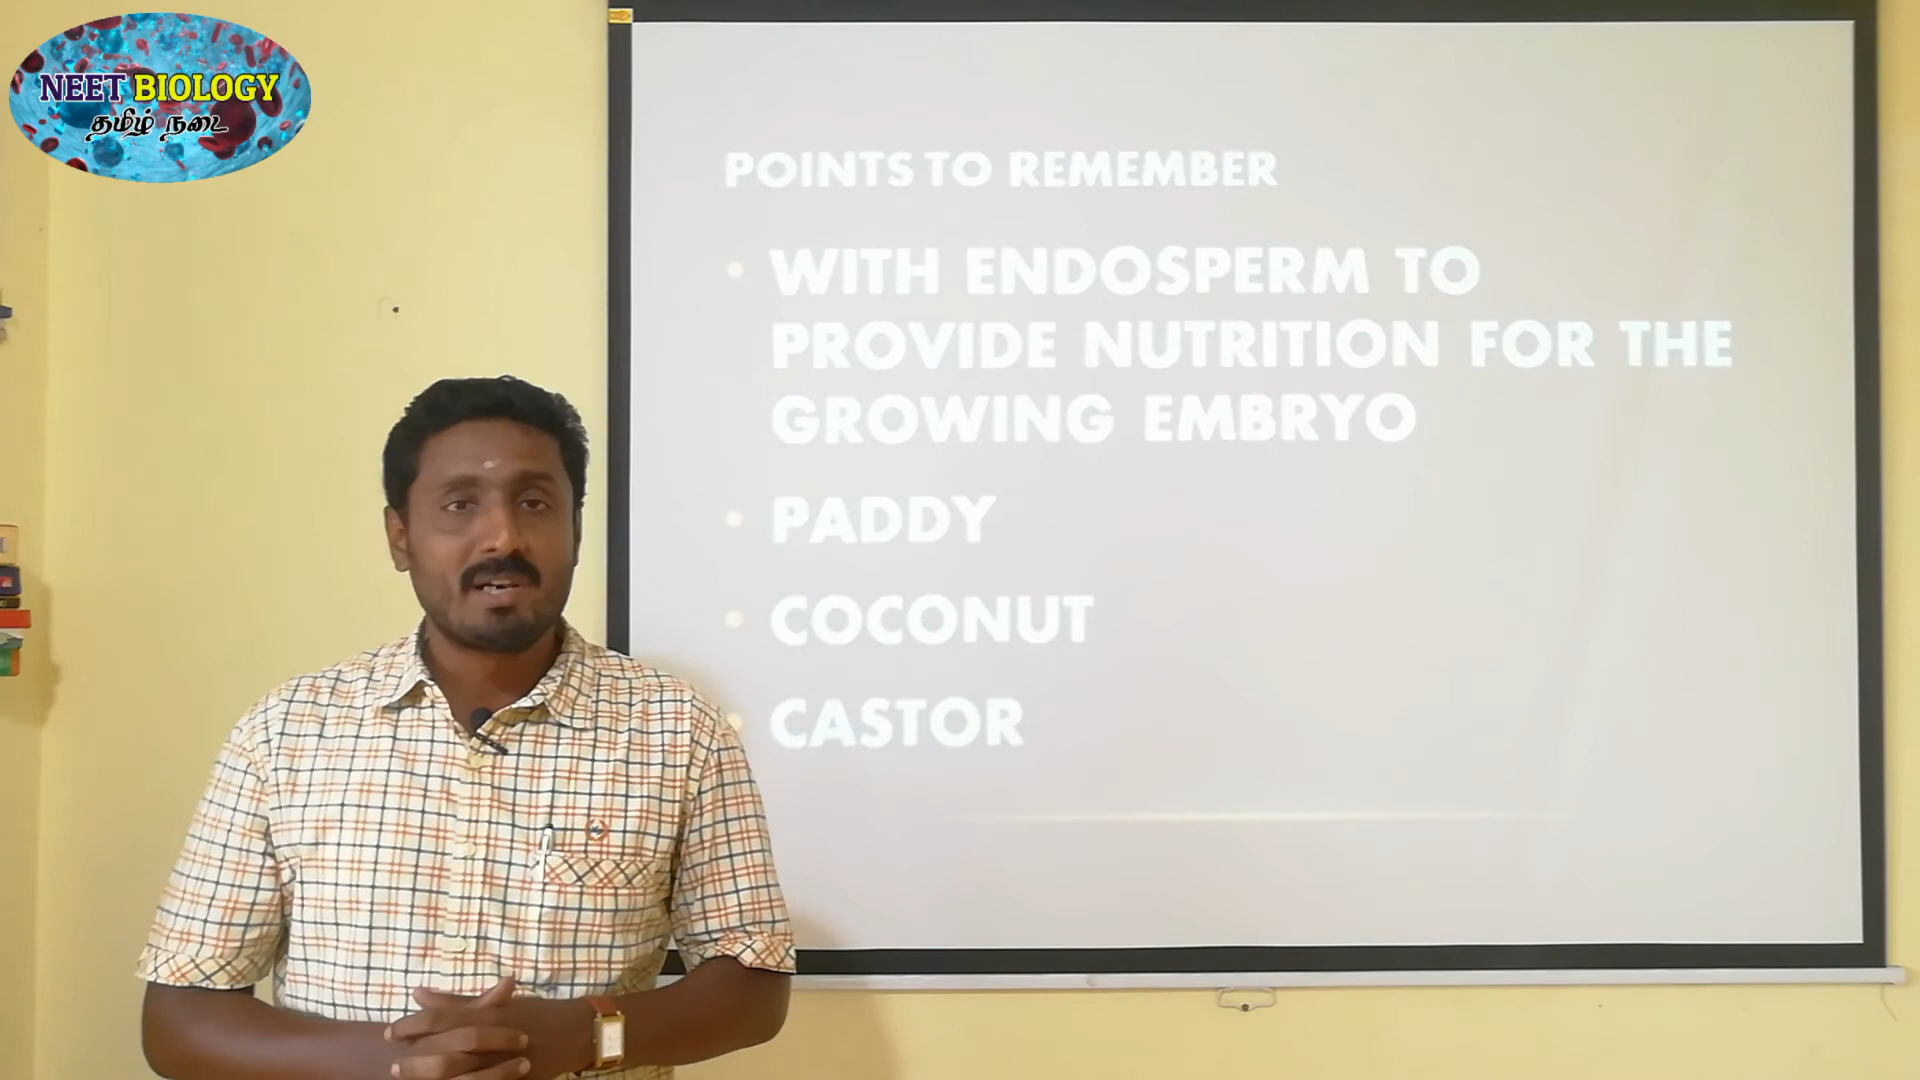 NEET BIOLOGY
தமிழ் நடை
POINTS TO REMEMBER
• WITH ENDOSPERM TO
PROVIDE NUTRITION FOR THE
GROWING EMBRYO
• PADDY
• COCONUT
• CASTOR